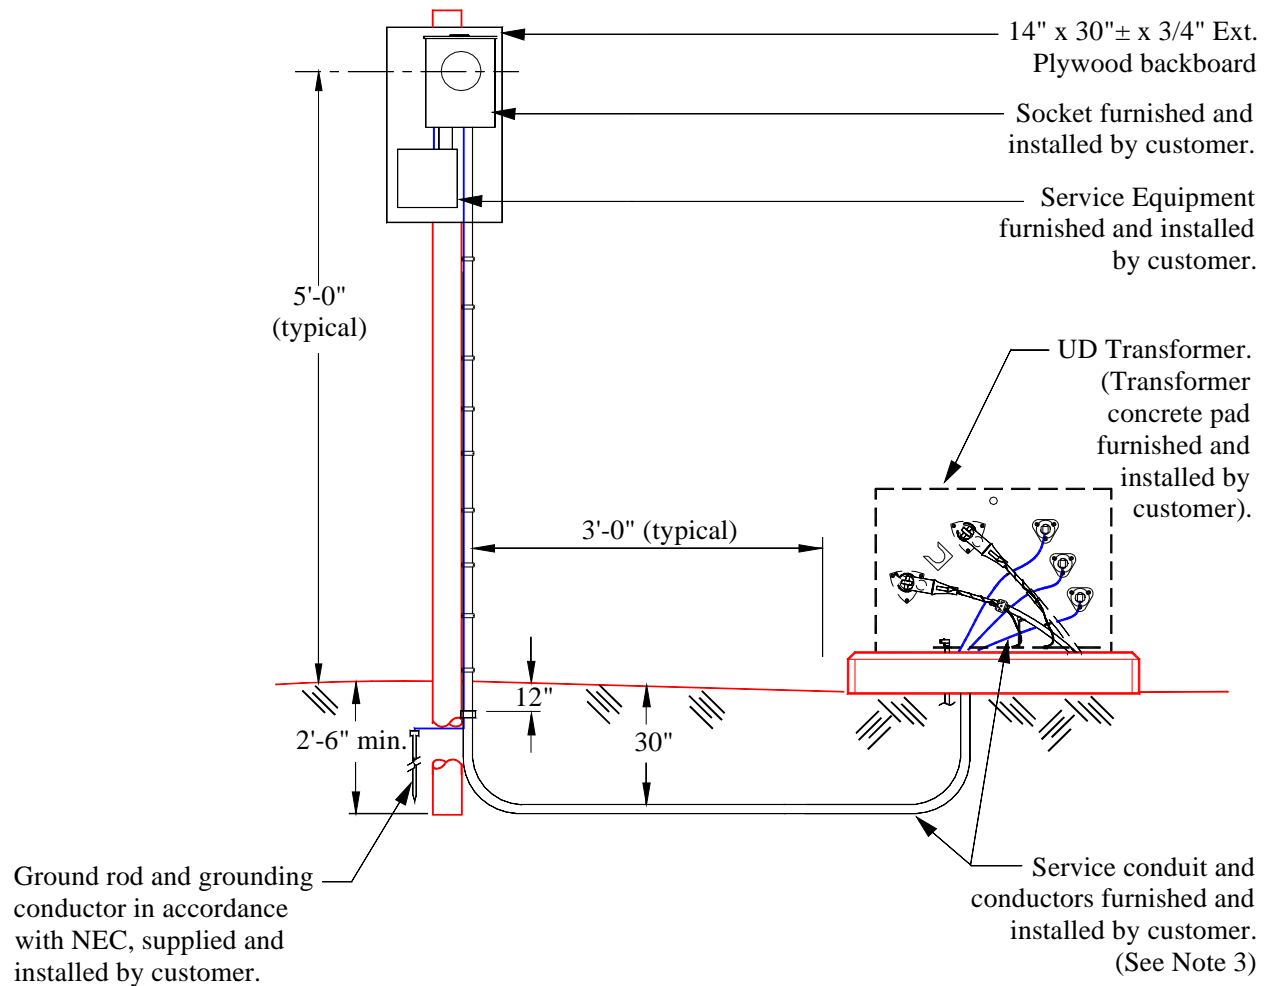 14" x 30"± x 3/4" Ext.
Plywood backboard
Socket furnished and
installed by customer.
Service Equipment
furnished and installed
by customer.
5'-0"
(typical)
UD Transformer.
(Transformer
concrete pad
furnished and
installed by
customer).
3'-0" (typical)
12"
2'-6" min.
30"
Ground rod and grounding
conductor in accordance
with NEC, supplied and
installed by customer.
Service conduit and
conductors furnished and
installed by customer.
(See Note 3)